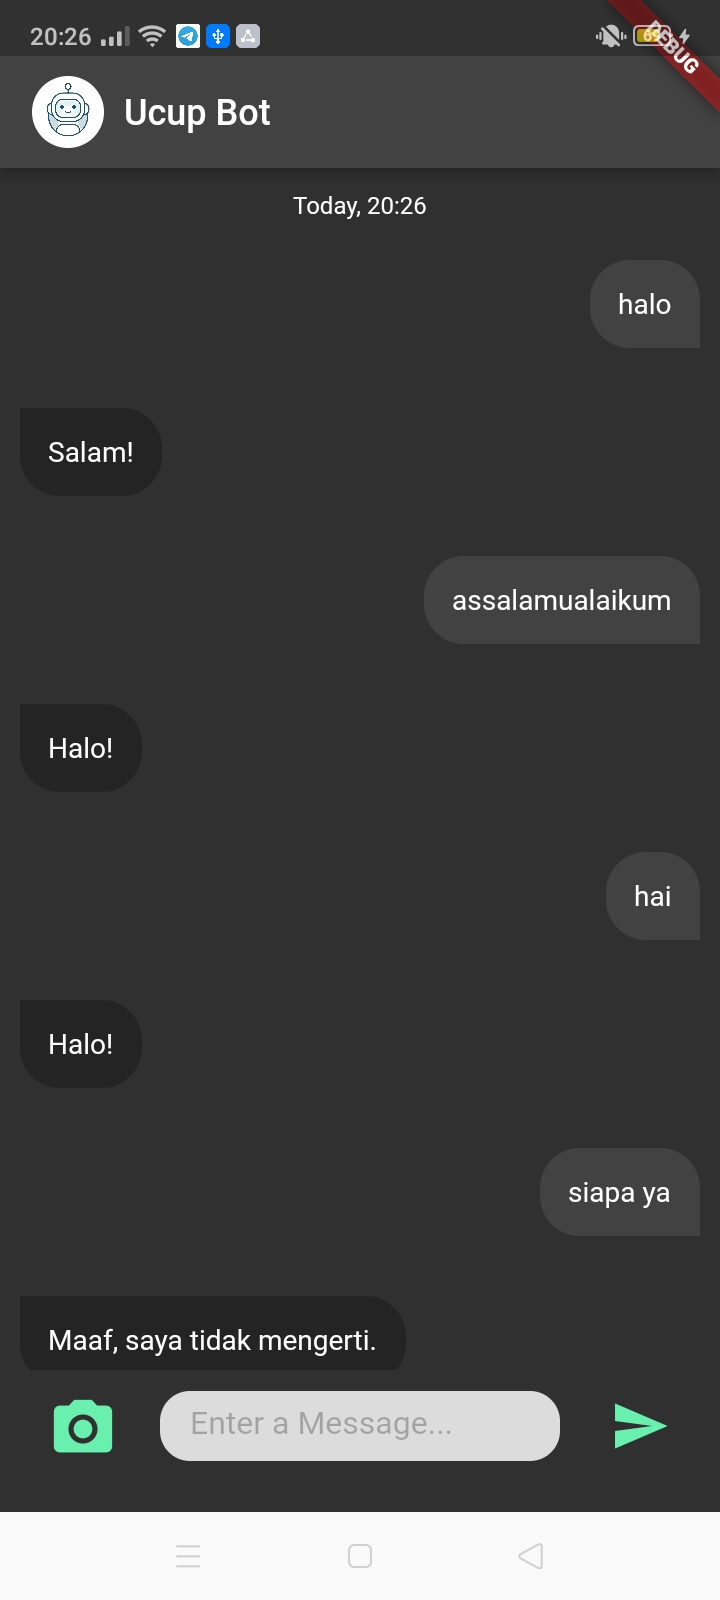 20:26
69
DEBUG
Ucup Bot
Today, 20:26
halo
Salam!
assalamualaikum
Halo!
hai
Halo!
siapa ya
Maaf, saya tidak mengerti.
Enter a Message...